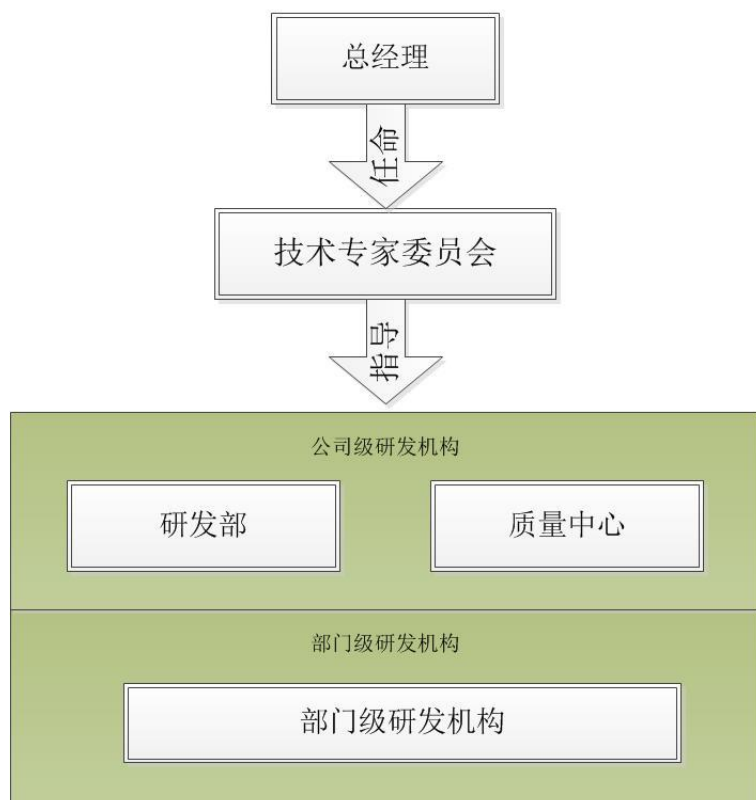 总经理
任命
技术专家委员会
指导
公司级研发机构
研发部
质量中心
部门级研发机构
部门级研发机构